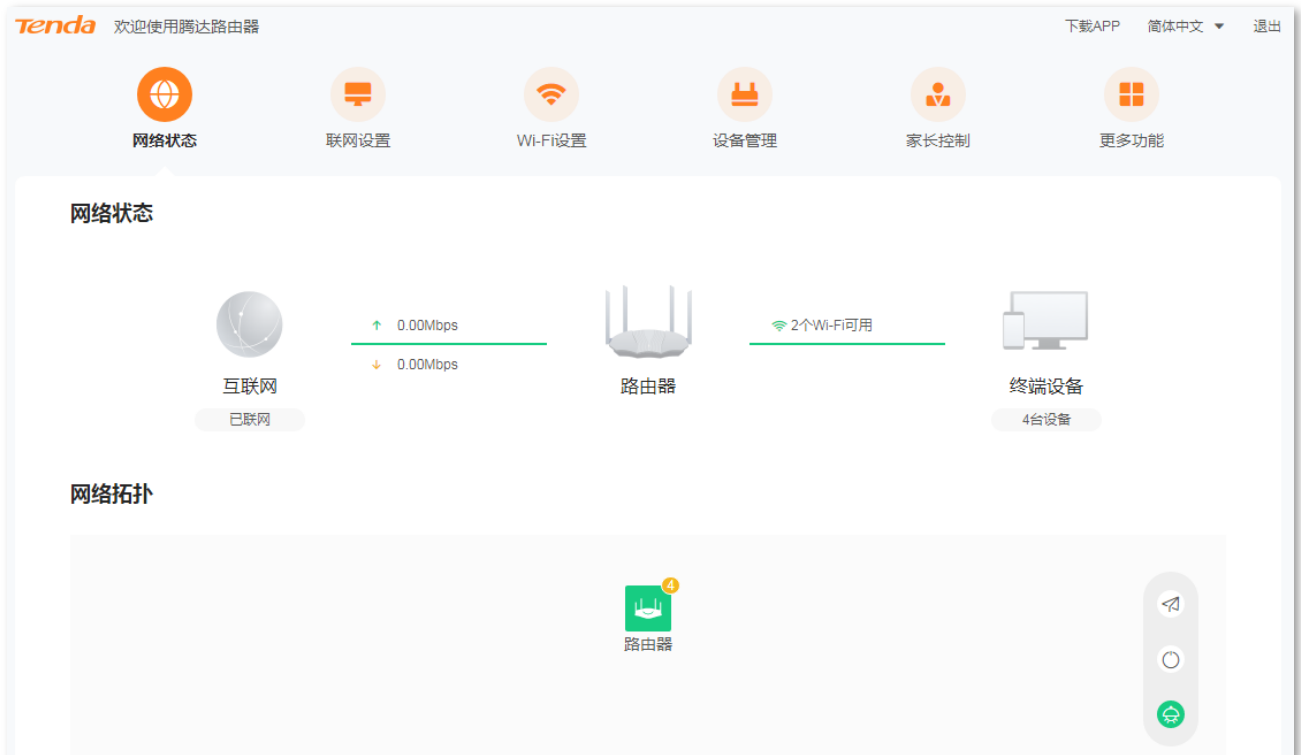 Tenda 欢迎使用腾达路由器 下载APP 简体中文 退出
网络状态 联网设置 Wi-Fi设置 设备管理 家长控制 更多功能
网络状态
0.00Mbps 2个Wi-Fi可用
0.00Mbps
互联网 路由器 终端设备
已联网 4台设备
网络拓扑
4
路由器